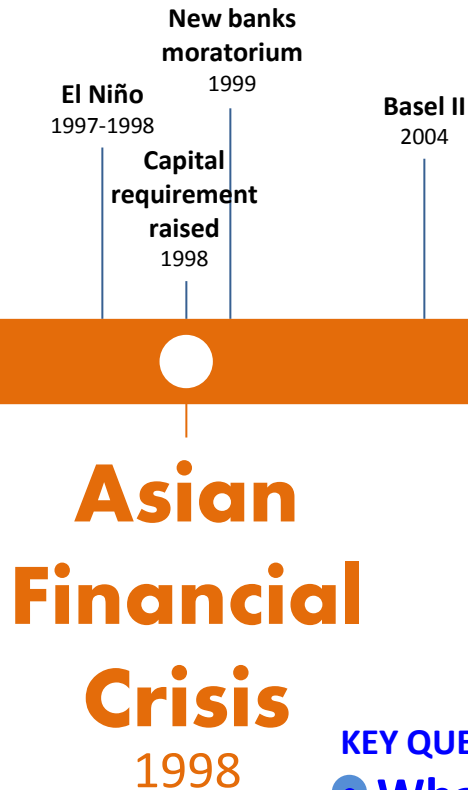 New banks
moratorium
1999
El Niño
1997-1998
Basel II
2004
Capital
requirement
raised
1998
Asian
Financial
Crisis
1998
KEY QUE
Wha